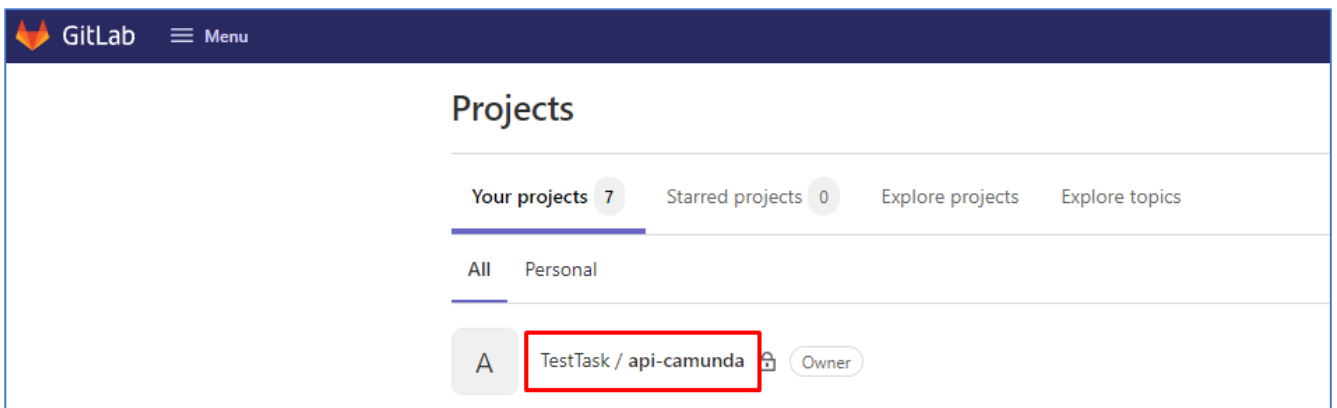 GitLab Menu
Projects
Your projects 7 Starred projects 0 Explore projects Explore topics
All Personal
A TestTask / api-camunda Owner